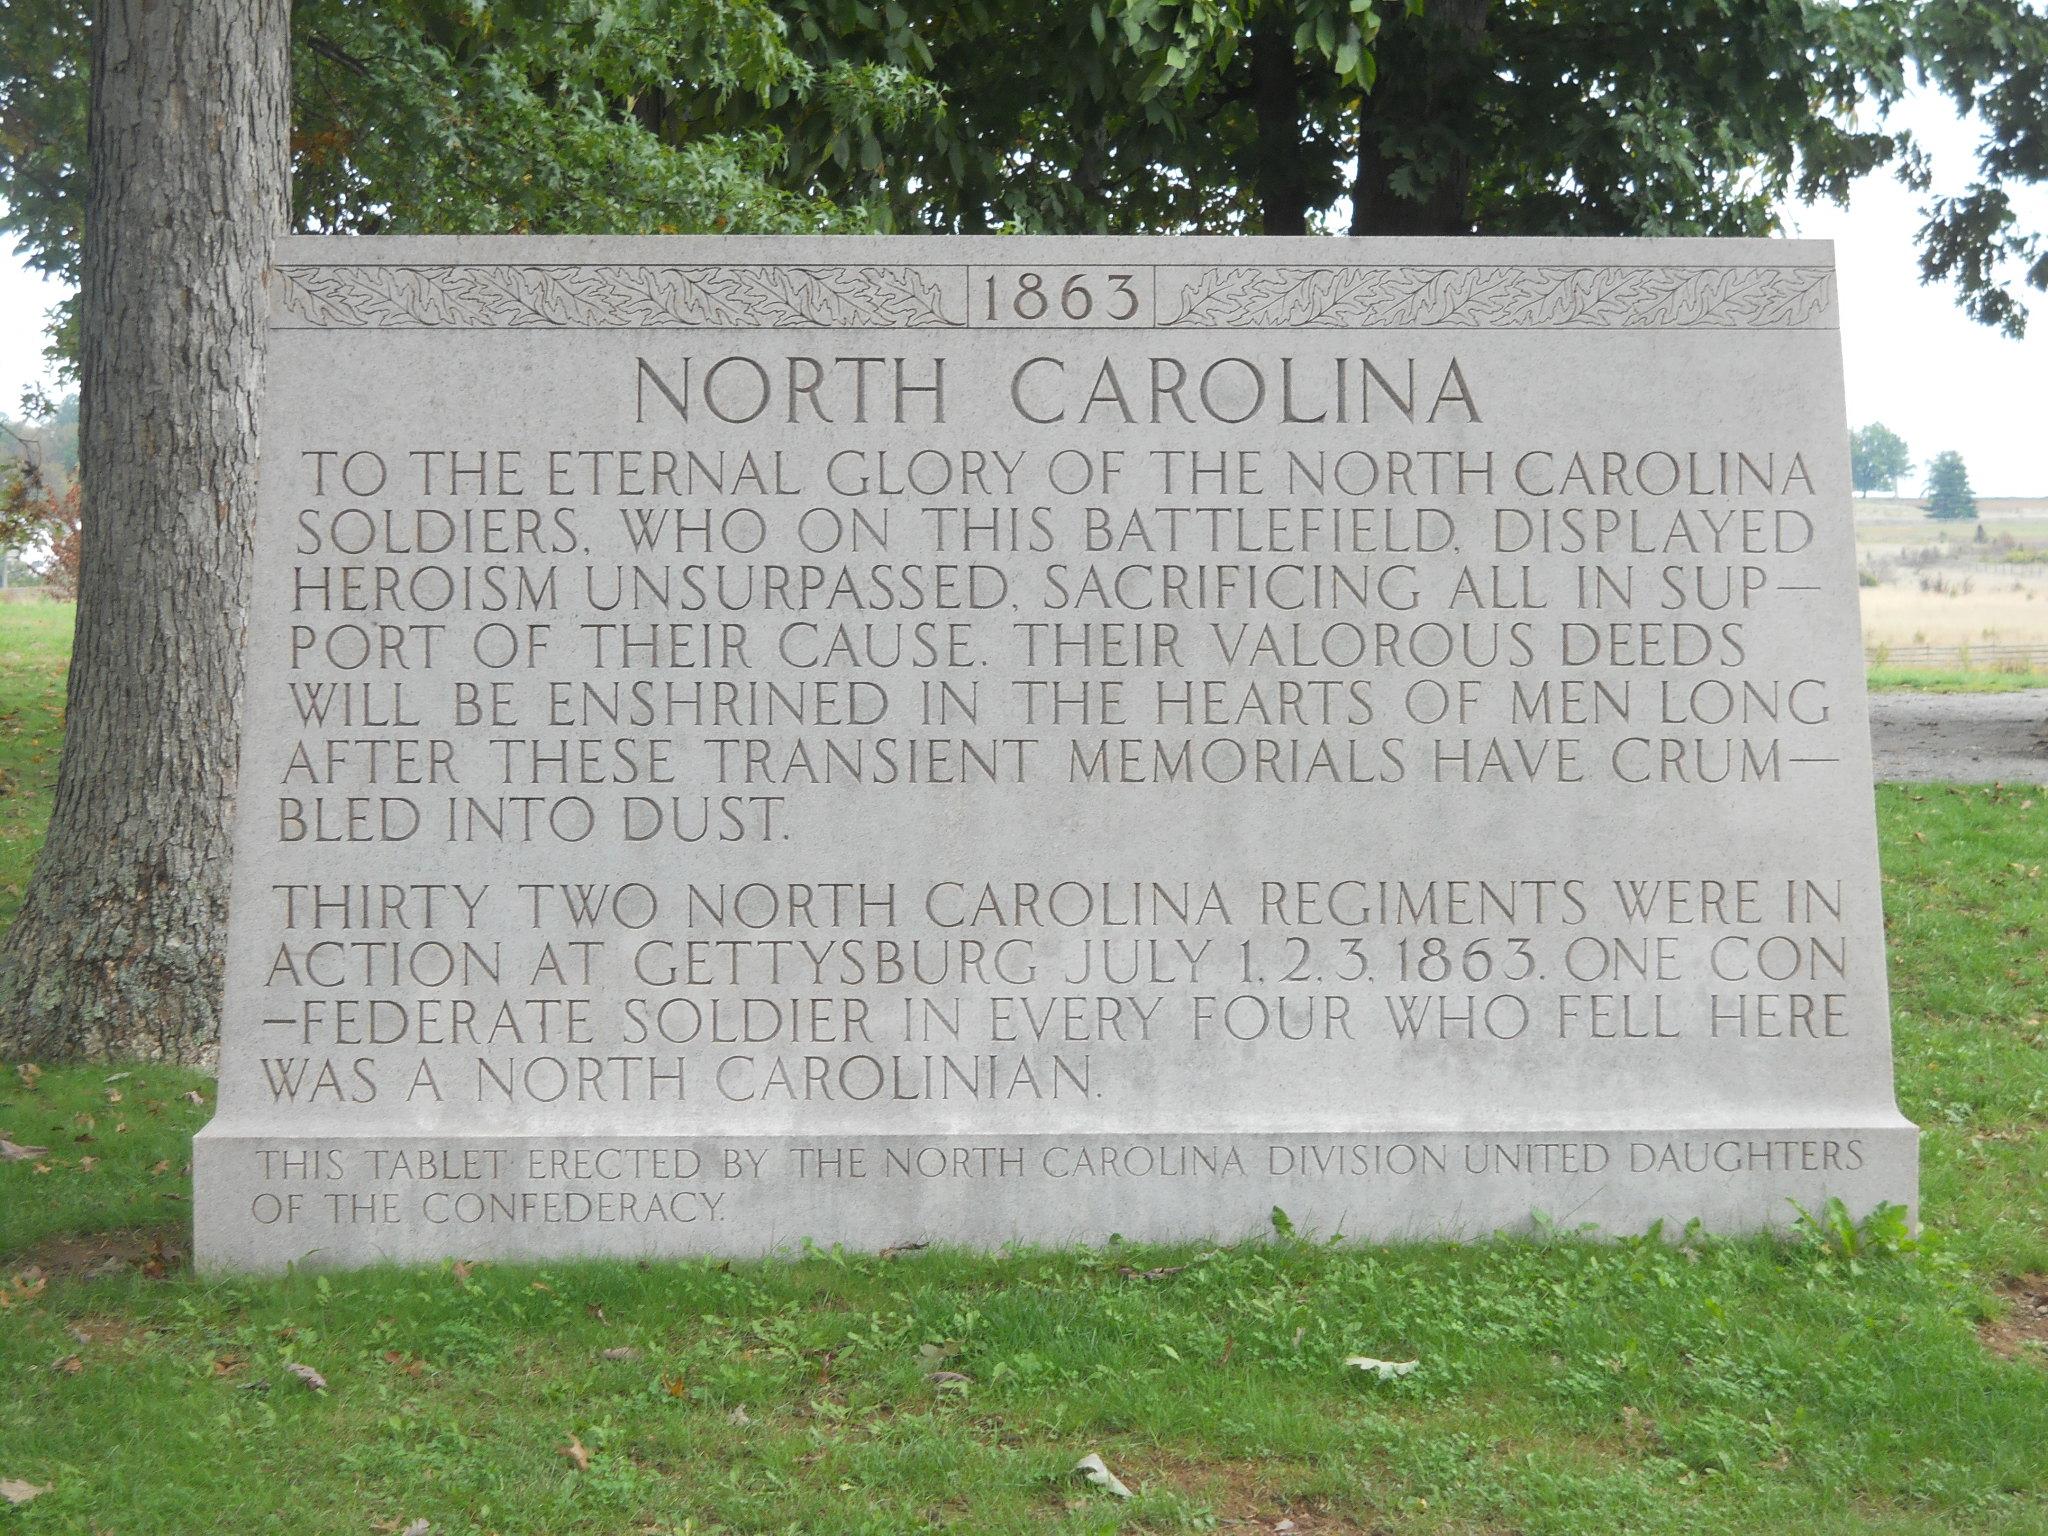 1863
NORTH CAROLINA
TO THE ETERNAL GLORY OF THE NORTH CAROLINA
SOLDIERS, WHO ON THIS BATTLEFIELD, DISPLAYED
HEROISM UNSURPASSED, SACRIFICING ALL IN SUP—
PORT OF THEIR CAUSE. THEIR VALOROUS DEEDS
WILL BE ENSHRINED IN THE HEARTS OF MEN LONG
AFTER THESE TRANSIENT MEMORIALS HAVE CRUM—
BLED INTO DUST.
THIRTY TWO NORTH CAROLINA REGIMENTS WERE IN
ACTION AT GETTYSBURG JULY 1, 2, 3, 1863. ONE CON
—FEDERATE SOLDIER IN EVERY FOUR WHO FELL HERE
WAS A NORTH CAROLINIAN.
THIS TABLET ERECTED BY THE NORTH CAROLINA DIVISION UNITED DAUGHTERS
OF THE CONFEDERACY.